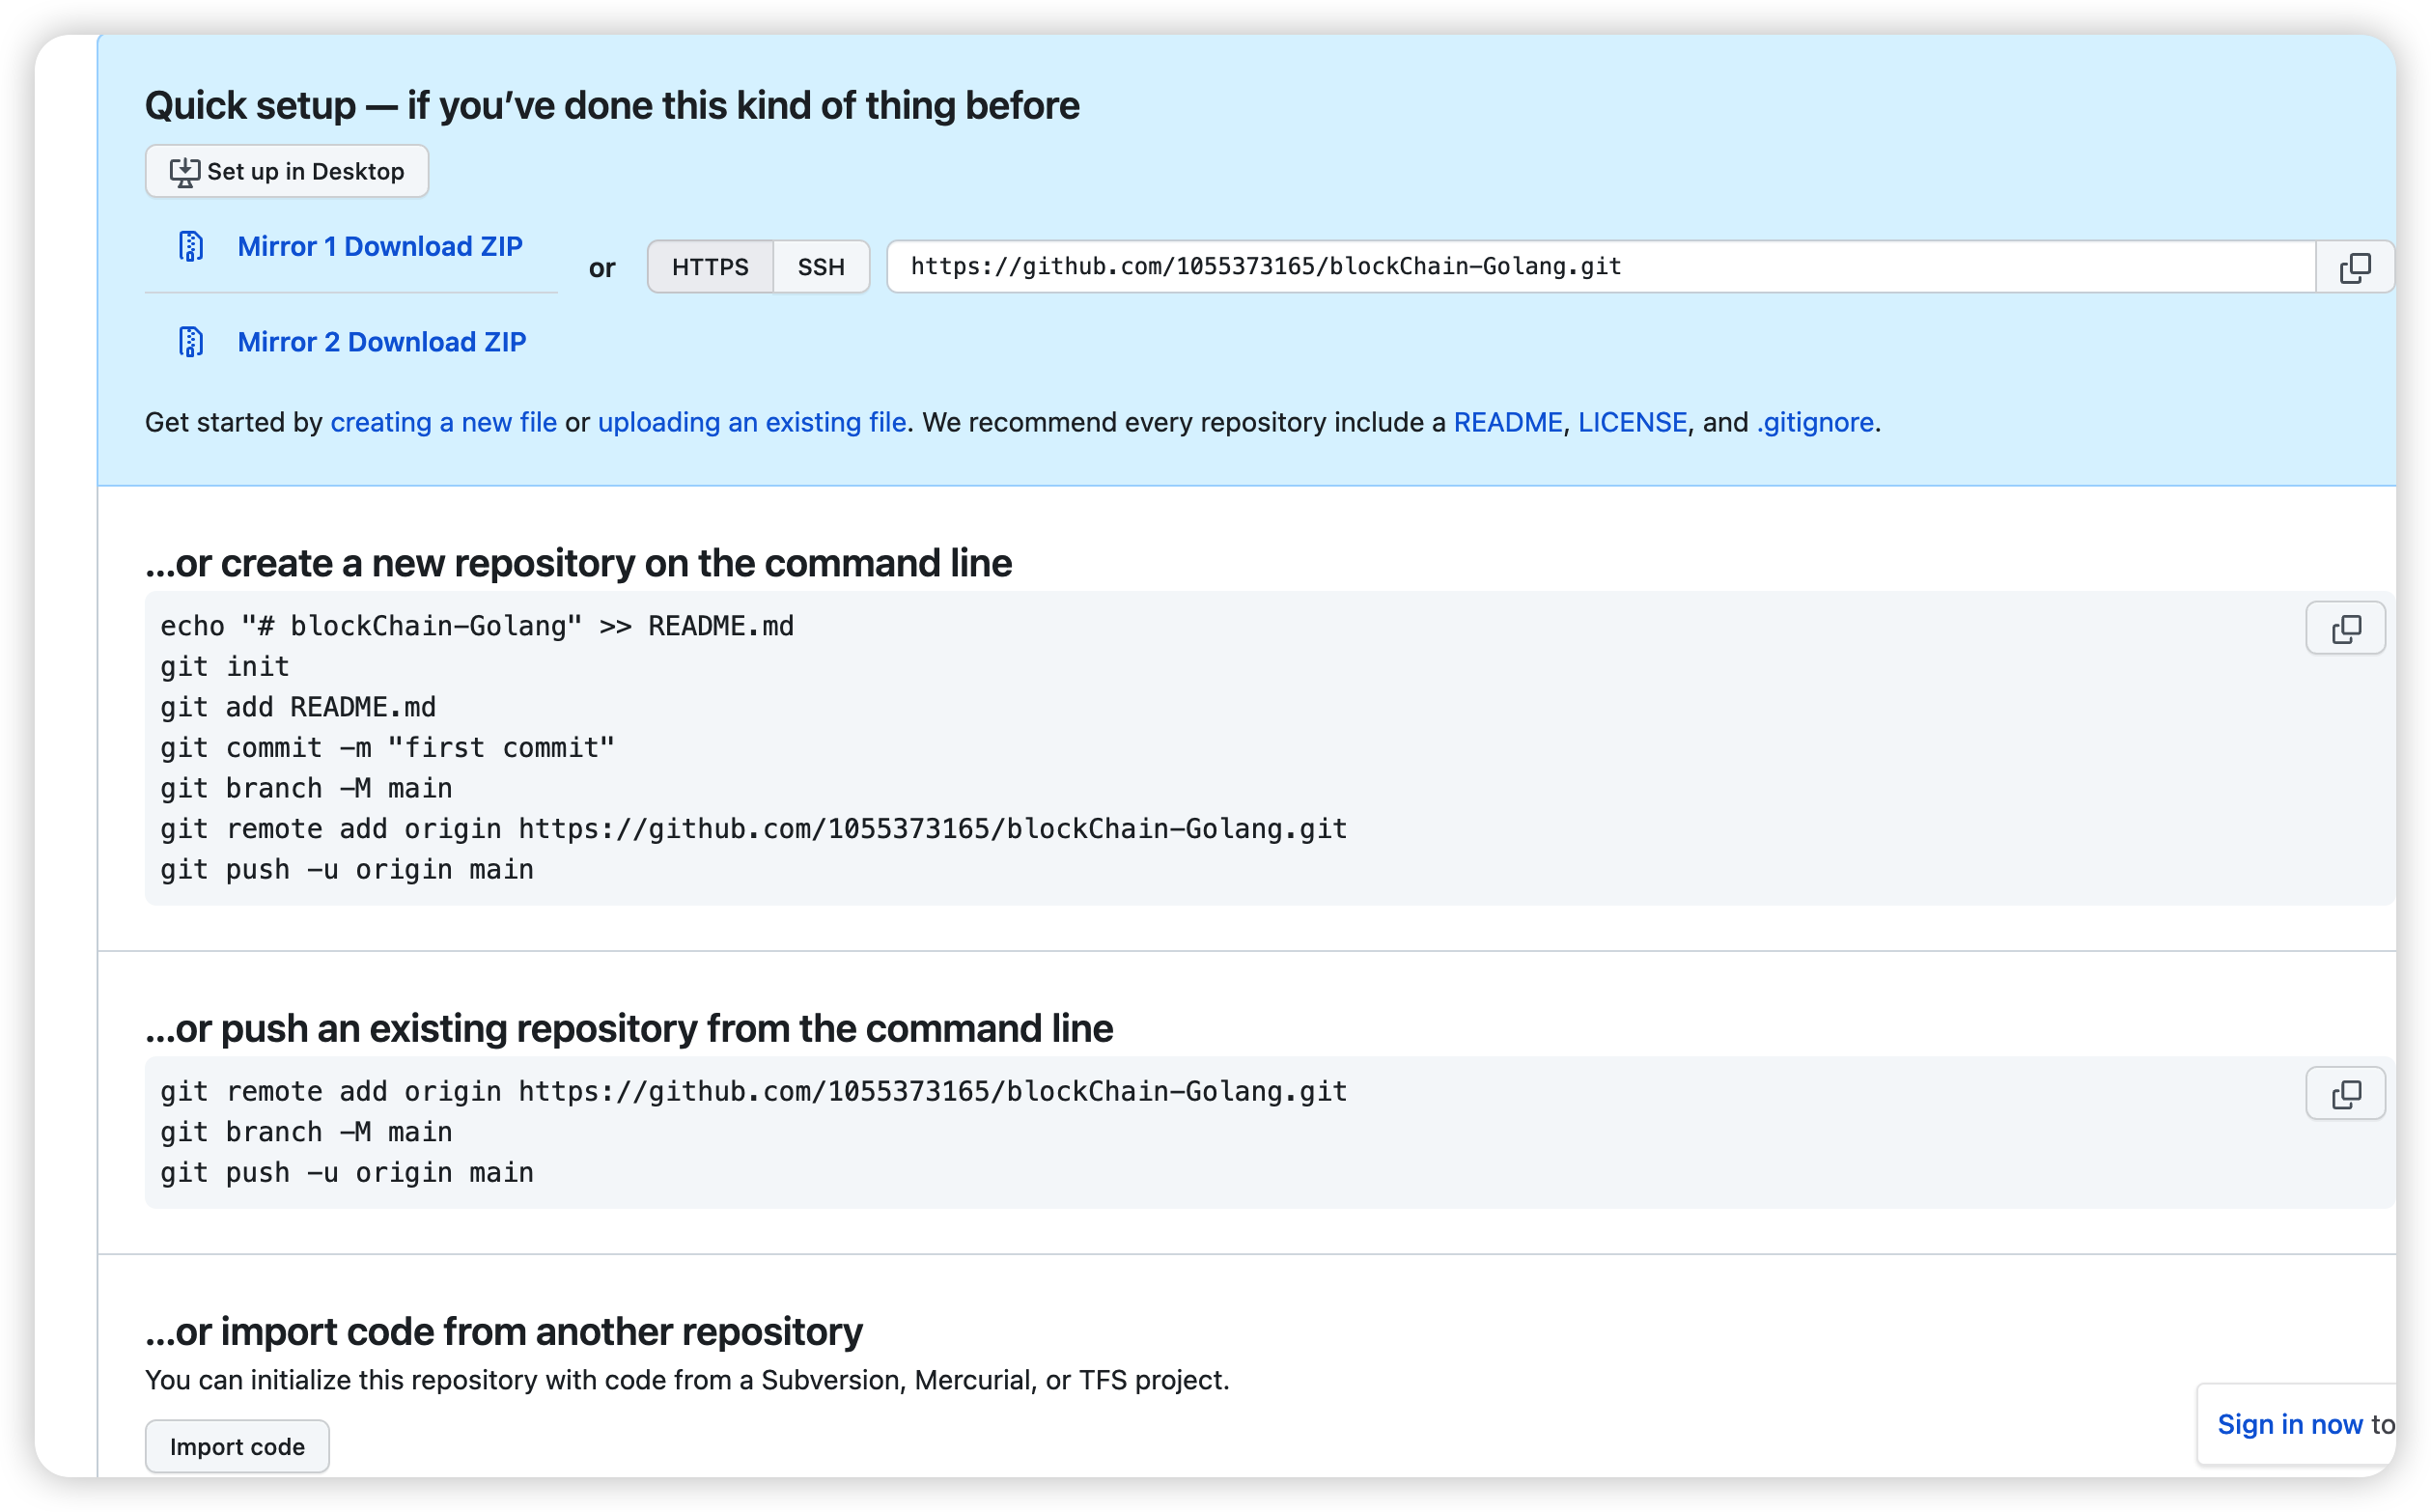 Quick setup — if you’ve done this kind of thing before
Set up in Desktop
Mirror 1 Download ZIP
or
HTTPS
SSH
https://github.com/1055373165/blockChain-Golang.git
Mirror 2 Download ZIP
Get started by creating a new file or uploading an existing file. We recommend every repository include a README, LICENSE, and .gitignore.
…or create a new repository on the command line
echo "# blockChain-Golang" >> README.md
git init
git add README.md
git commit -m "first commit"
git branch -M main
git remote add origin https://github.com/1055373165/blockChain-Golang.git
git push -u origin main
…or push an existing repository from the command line
git remote add origin https://github.com/1055373165/blockChain-Golang.git
git branch -M main
git push -u origin main
…or import code from another repository
You can initialize this repository with code from a Subversion, Mercurial, or TFS project.
Sign in now to
Import code